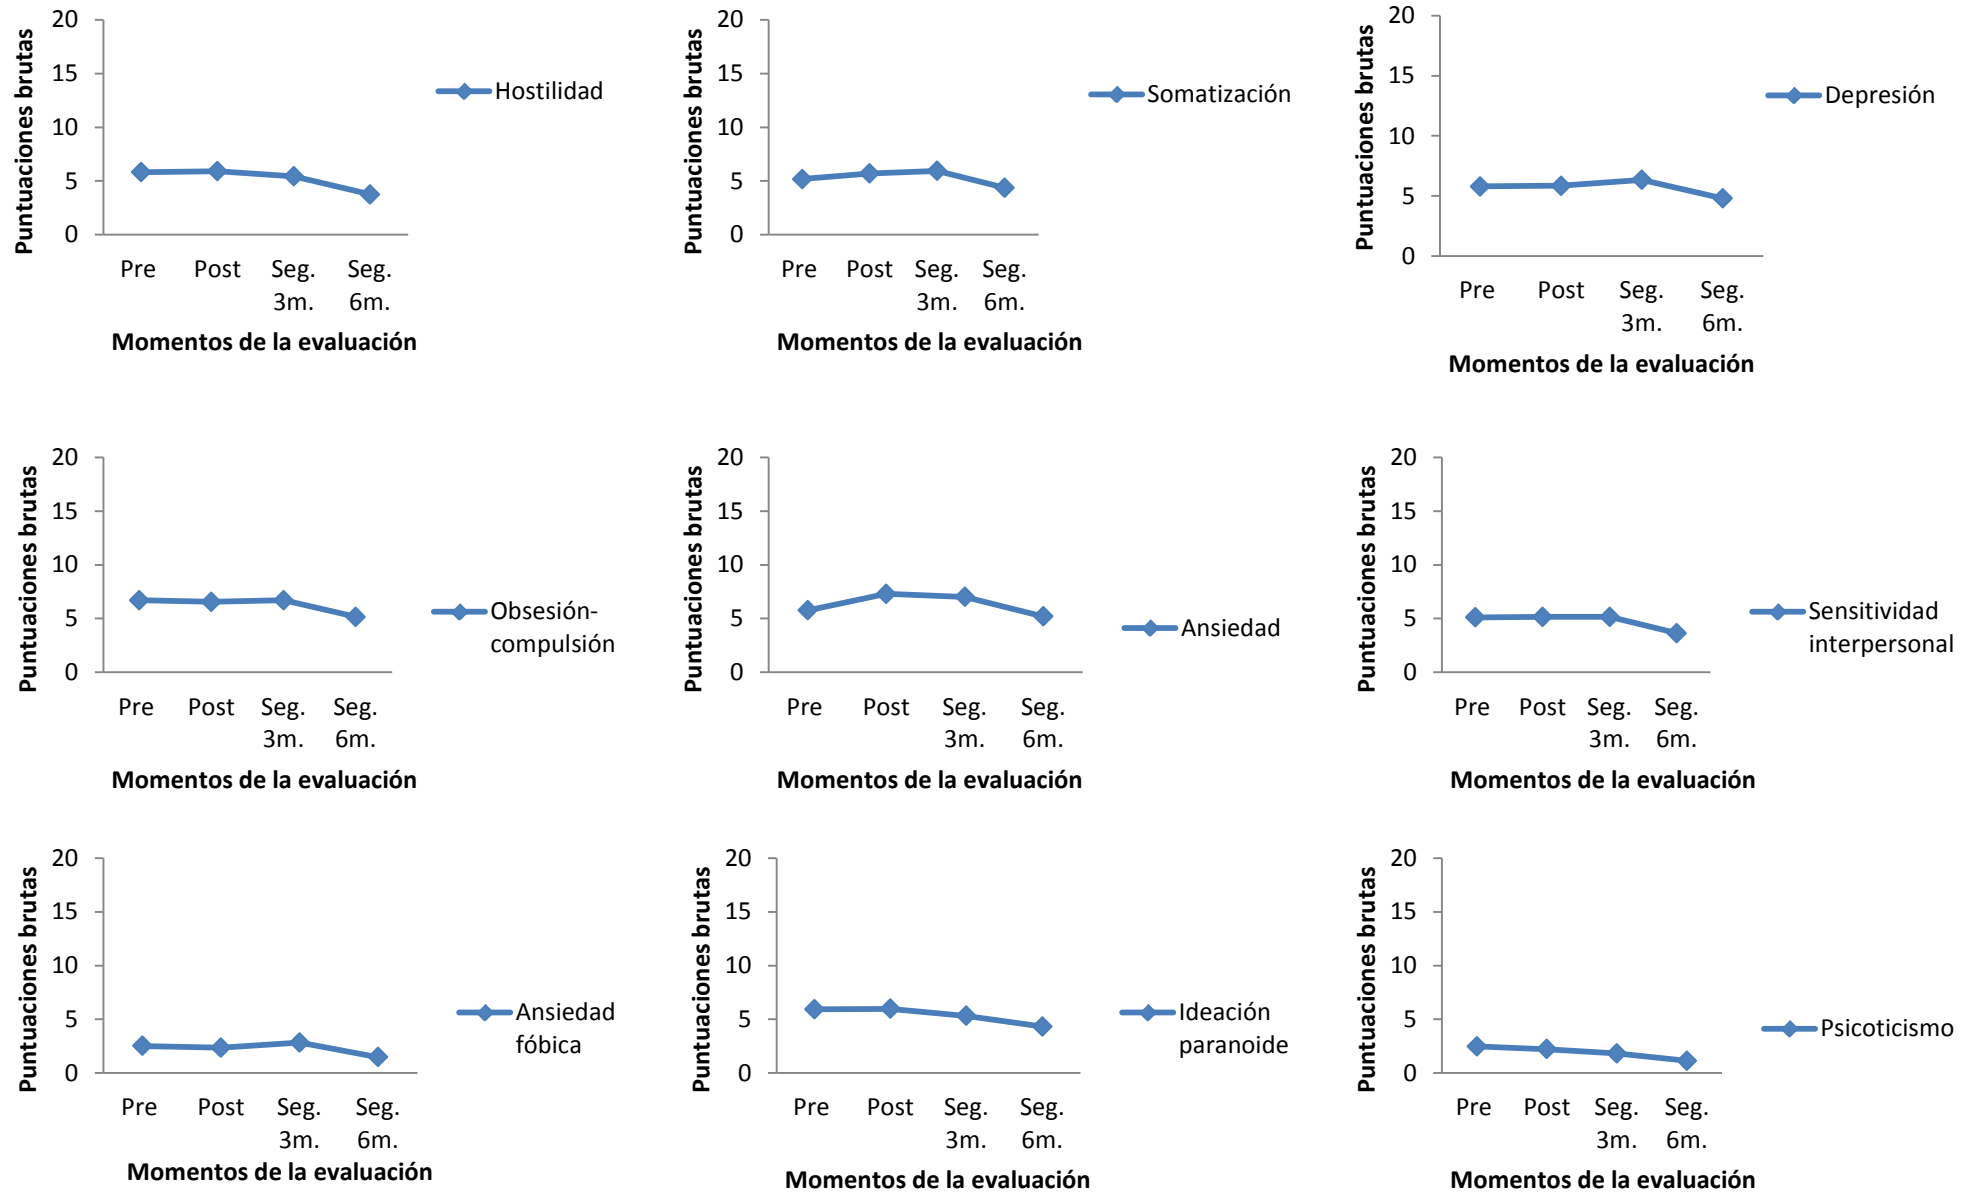 Puntuaciones brutas
20
15
10
5
0
Pre
Post
Seg.
3m.
Seg.
6m.
Momentos de la evaluación
Hostilidad
Puntuaciones brutas
20
15
10
5
0
Pre
Post
Seg.
3m.
Seg.
6m.
Momentos de la evaluación
Somatización
Puntuaciones brutas
20
15
10
5
0
Pre
Post
Seg.
3m.
Seg.
6m.
Momentos de la evaluación
Depresión
Puntuaciones brutas
20
15
10
5
0
Pre
Post
Seg.
3m.
Seg.
6m.
Momentos de la evaluación
Obsesión-
compulsión
Puntuaciones brutas
20
15
10
5
0
Pre
Post
Seg.
3m.
Seg.
6m.
Momentos de la evaluación
Ansiedad
Puntuaciones brutas
20
15
10
5
0
Pre
Post
Seg.
3m.
Seg.
6m.
Momentos de la evaluación
Sensitividad
interpersonal
Puntuaciones brutas
20
15
10
5
0
Pre
Post
Seg.
3m.
Seg.
6m.
Momentos de la evaluación
Ansiedad
fóbica
Puntuaciones brutas
20
15
10
5
0
Pre
Post
Seg.
3m.
Seg.
6m.
Momentos de la evaluación
Ideación
paranoide
Puntuaciones brutas
20
15
10
5
0
Pre
Post
Seg.
3m.
Seg.
6m.
Momentos de la evaluación
Psicoticismo